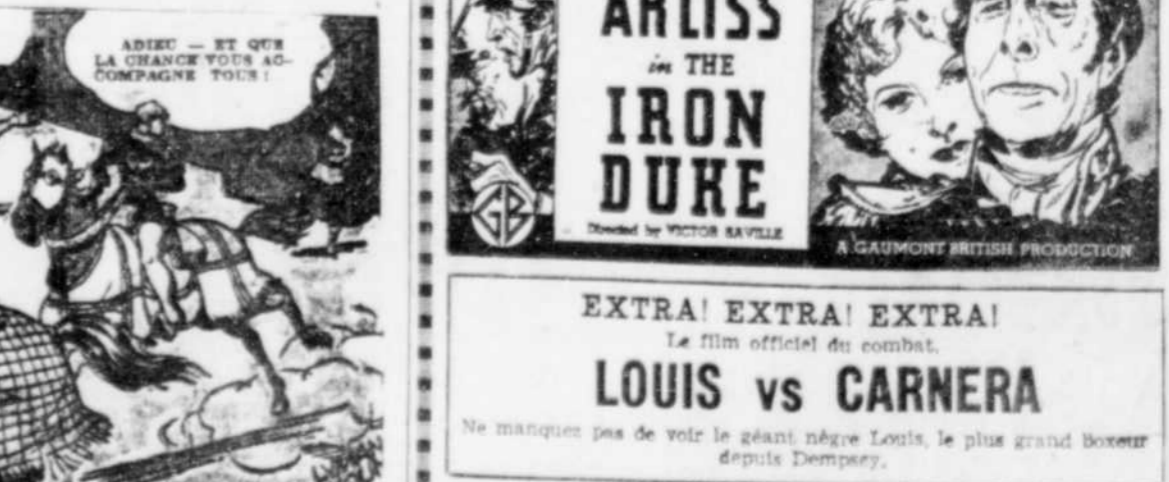 ADIEU — ET QUE
LA CHANCE VOUS AC-
COMPAGNE TOUS!
ARLISS
in THE
IRON
DUKE
Directed by VICTOR SAVILLE
GB
A GAUMONT BRITISH PRODUCTION
EXTRA! EXTRA! EXTRA!
Le film officiel du combat.
LOUIS vs CARNERA
Ne manquez pas de voir le géant nègre Louis, le plus grand Boxeur
depuis Dempsey.